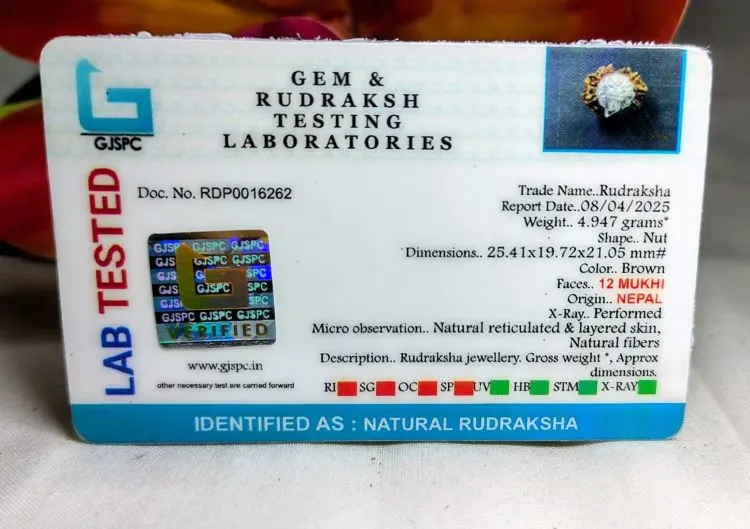 GEM &
RUDRAKSH
TESTING
LABORATORIES
GJSPC
LAB TESTED
Doc. No. RDP0016262
Trade Name..Rudraksha
Report Date..08/04/2025
Weight.. 4.947 grams*
Shape.. Nut
Dimensions.. 25.41x19.72x21.05 mm#
Color.. Brown
Faces.. 12 MUKHI
Origin.. NEPAL
X-Ray.. Performed
Micro observation.. Natural reticulated & layered skin,
Natural fibers
Description.. Rudraksha jewellery. Gross weight *, Approx
dimensions.
GJSPC GJSPC GJSPC
VERIFIED
www.gjspc.in
other necessary test are carried forward
RI SG OC SP UV HB STM X-RAY
IDENTIFIED AS : NATURAL RUDRAKSHA